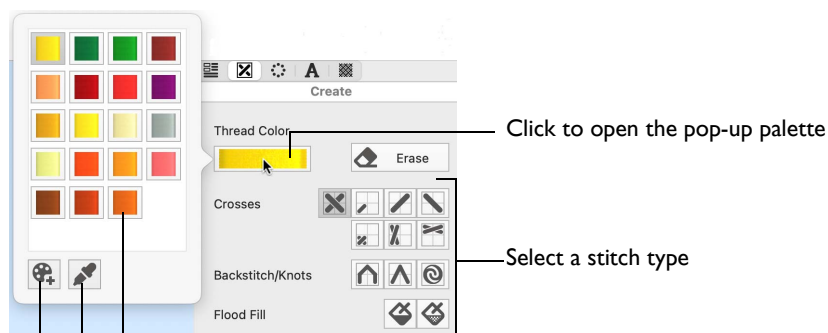 A
Create
Thread Color
Click to open the pop-up palette
Erase
Crosses
Select a stitch type
Backstitch/Knots
Flood Fill